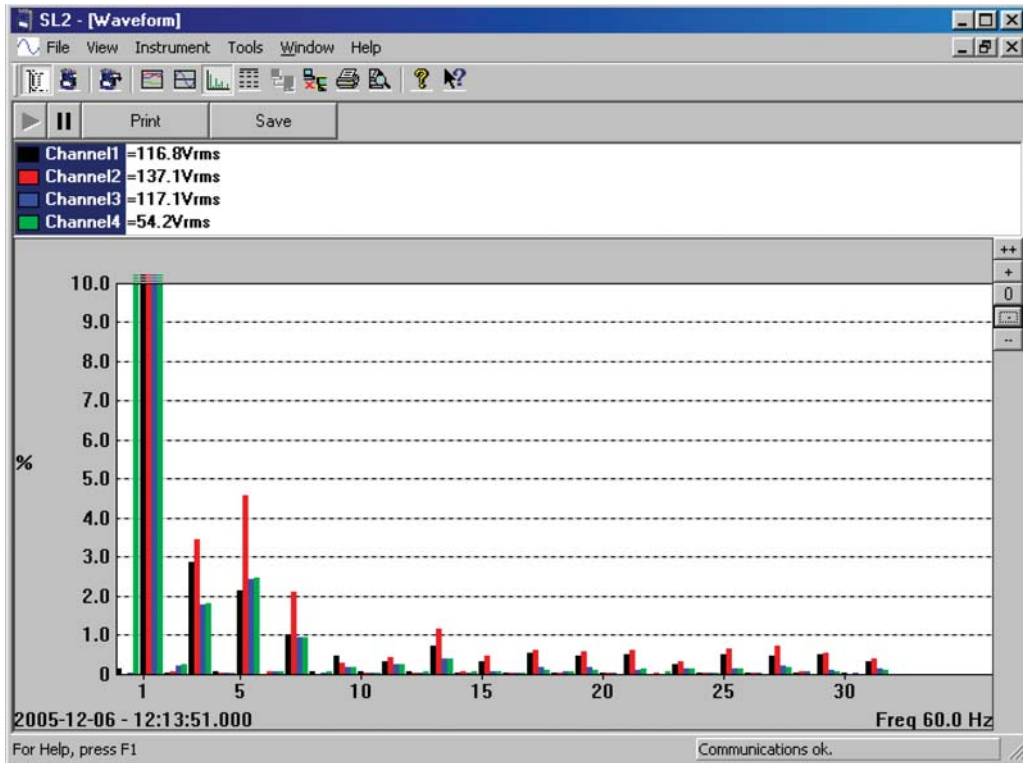 SL2 - [Waveform]
File View Instrument Tools Window Help
Print Save
Channel1 =116.8Vrms
Channel2 =137.1Vrms
Channel3 =117.1Vrms
Channel4 =54.2Vrms
++
+
0
-
--
10.0
9.0
8.0
7.0
6.0
%
5.0
4.0
3.0
2.0
1.0
0
1 5 10 15 20 25 30
2005-12-06 - 12:13:51.000 Freq 60.0 Hz
For Help, press F1 Communications ok.